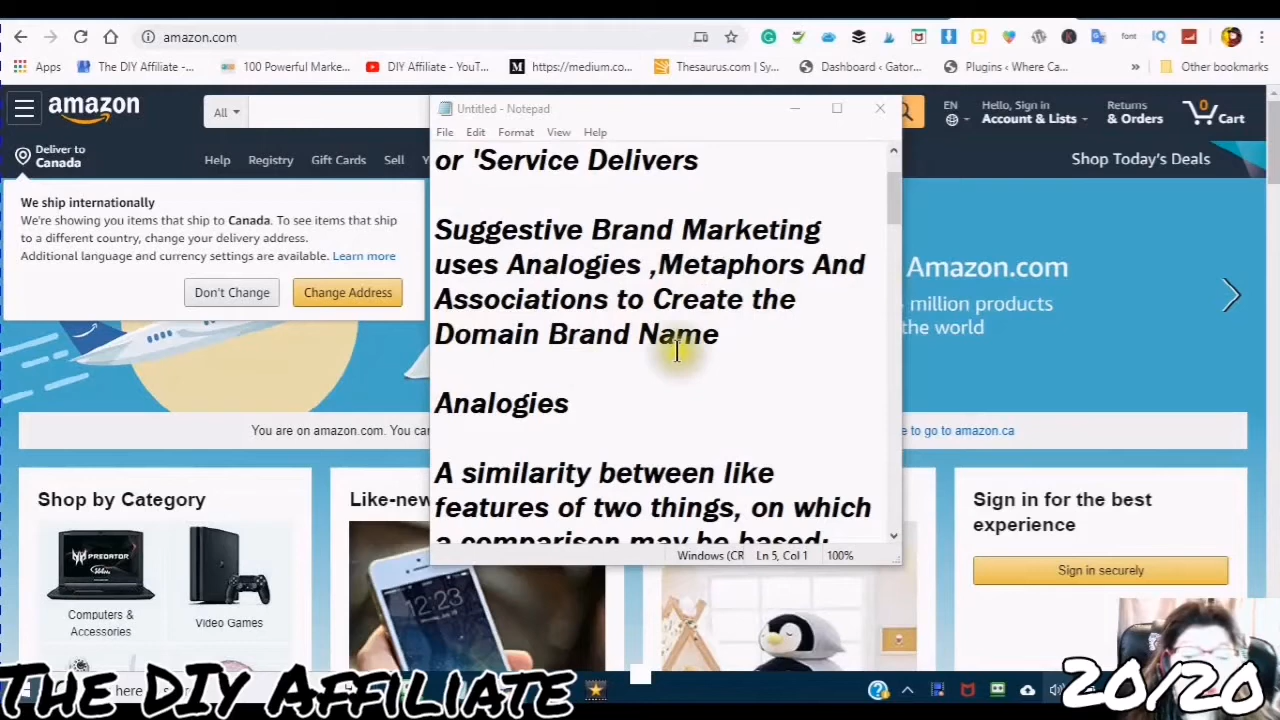 amazon.com
Apps
The DIY Affiliate -...
100 Powerful Marke...
DIY Affiliate - YouT...
https://medium.co...
Thesaurus.com | Sy...
Dashboard ‹ Gator...
Plugins ‹ Where Ca...
»
Other bookmarks
font
IQ
amazon
All
Untitled - Notepad
EN
Hello, Sign in
Account & Lists
Returns
& Orders
0
Cart
File Edit Format View Help
Deliver to
Canada
Help Registry Gift Cards Sell
Shop Today's Deals
We ship internationally
We're showing you items that ship to Canada. To see items that ship
to a different country, change your delivery address.
Additional language and currency settings are available. Learn more
Don't Change
Change Address
or 'Service Delivers
Suggestive Brand Marketing
uses Analogies ,Metaphors And
Associations to Create the
Domain Brand Name
Analogies
A similarity between like
features of two things, on which
a comparison may be based:
Windows (CR Ln 5, Col 1 100%
Amazon.com
million products
the world
You are on amazon.com. You
to go to amazon.ca
Shop by Category
PREDATOR
Computers &
Accessories
Video Games
Like-new
12:23
Sign in for the best
experience
Sign in securely
here
The DIY Affiliate
20/20